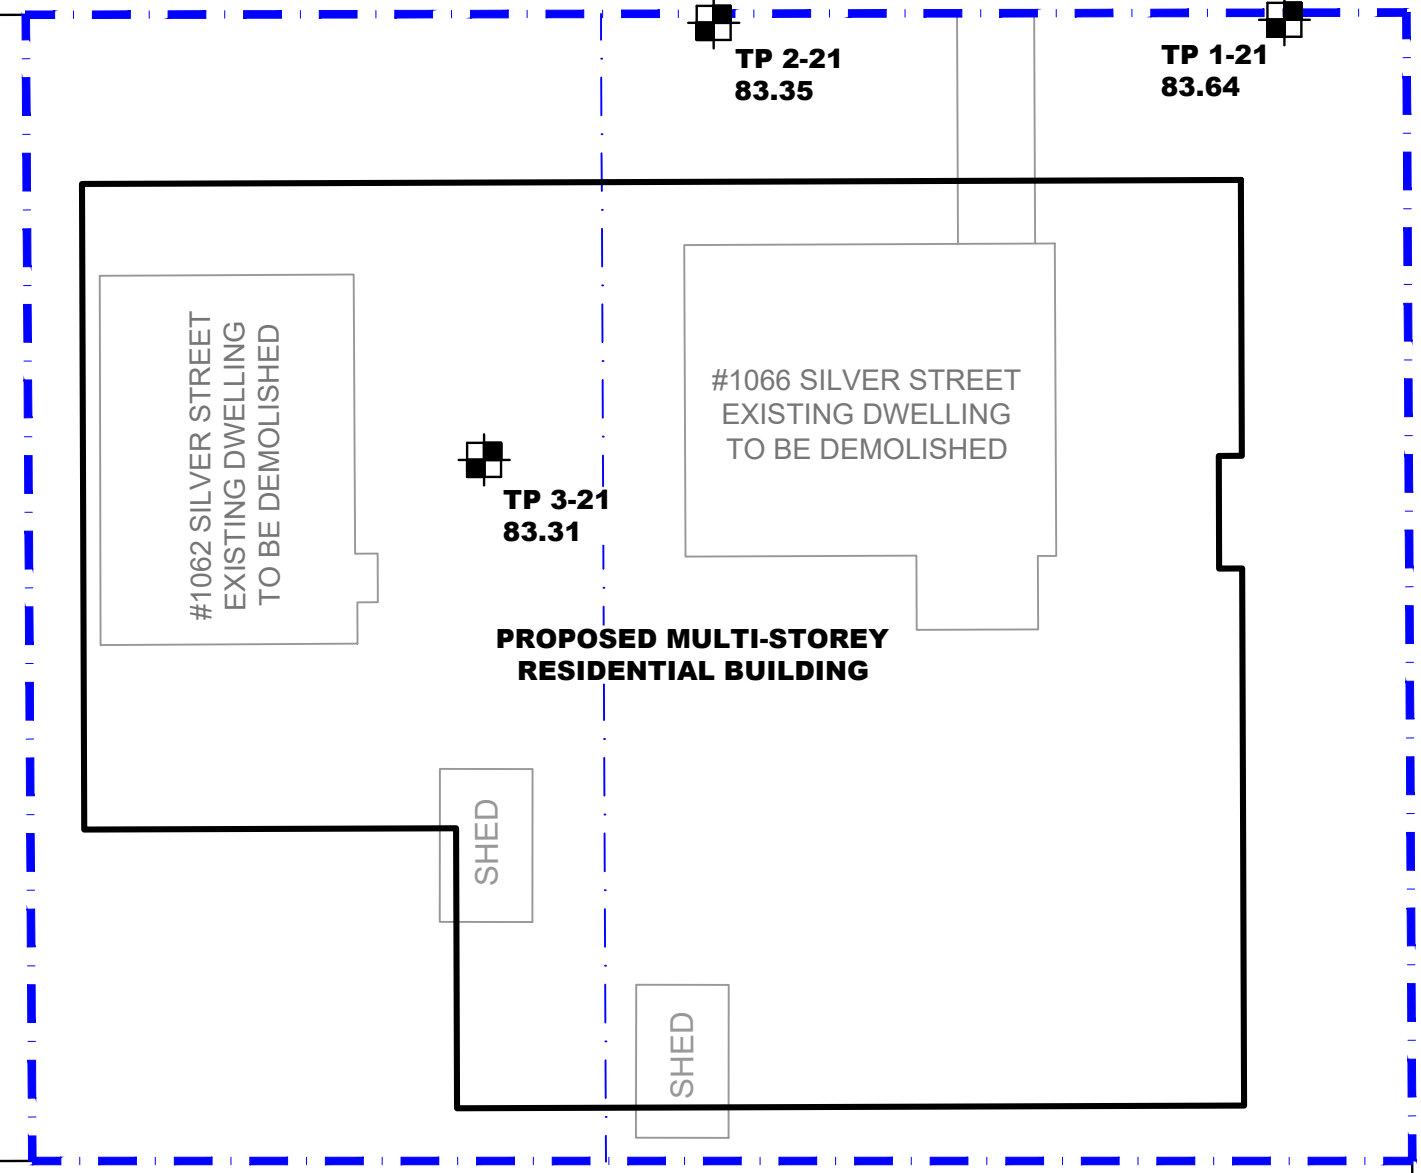 TP 2-21
83.35
TP 1-21
83.64
#1062 SILVER STREET
EXISTING DWELLING
TO BE DEMOLISHED
#1066 SILVER STREET
EXISTING DWELLING
TO BE DEMOLISHED
TP 3-21
83.31
PROPOSED MULTI-STOREY
RESIDENTIAL BUILDING
SHED
SHED